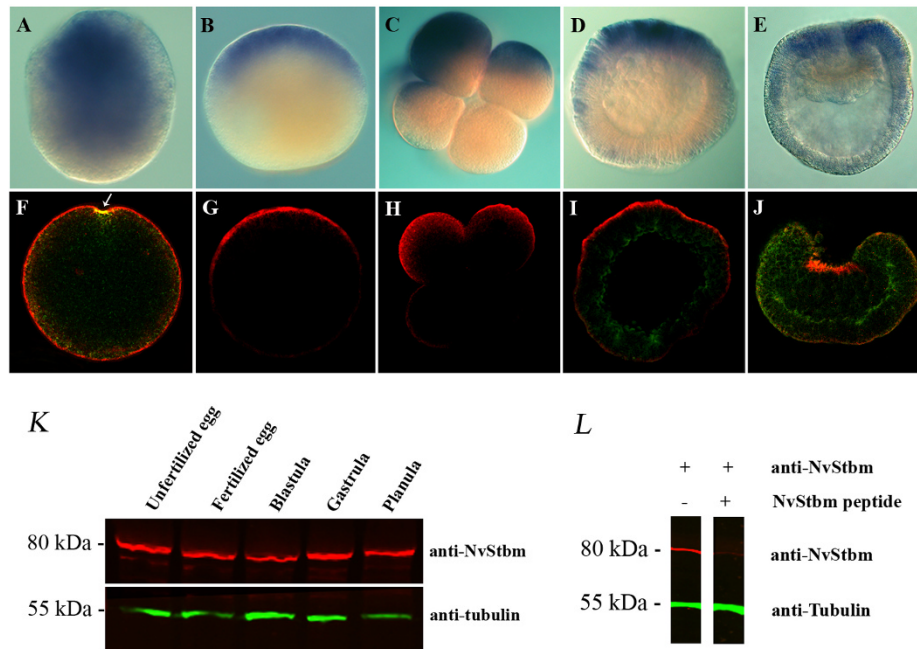 A B C D E
F G H I J
K
Unfertilized egg
Fertilized egg
Blastula
Gastrula
Planula
80 kDa -
anti-NvStbm
55 kDa -
anti-tubulin
L
+ + anti-NvStbm
- + NvStbm peptide
80 kDa -
anti-NvStbm
55 kDa -
anti-Tubulin